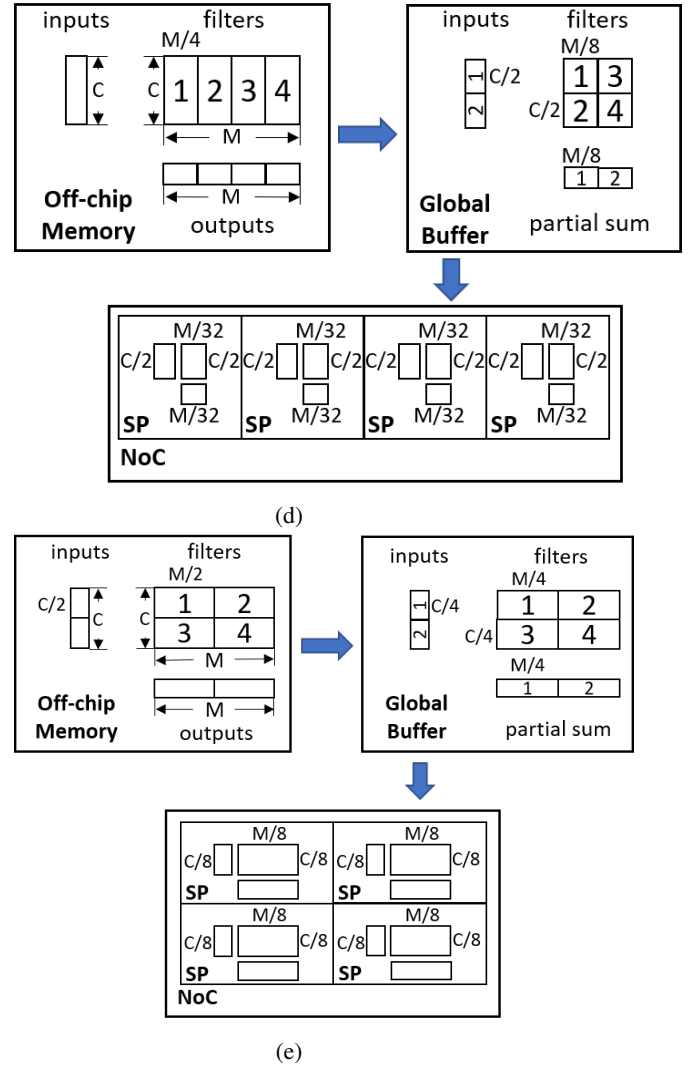 inputs filters
M/4
C C 1 2 3 4
M
M
Off-chip
Memory
outputs
inputs filters
M/8
1 C/2 1 3
2 C/2 2 4
M/8
1 2
Global
Buffer
partial sum
M/32 M/32 M/32 M/32
C/2 C/2 C/2 C/2 C/2 C/2 C/2 C/2
M/32 M/32 M/32 M/32
SP SP SP SP
NoC
(d)
inputs filters
M/2
C/2 C C 1 2
3 4
M
M
Off-chip
Memory
outputs
inputs filters
M/4
1 C/4 1 2
2 C/4 3 4
M/4
1 2
Global
Buffer
partial sum
M/8 M/8
C/8 C/8 C/8 C/8
SP SP
M/8 M/8
C/8 C/8 C/8 C/8
SP SP
NoC
(e)